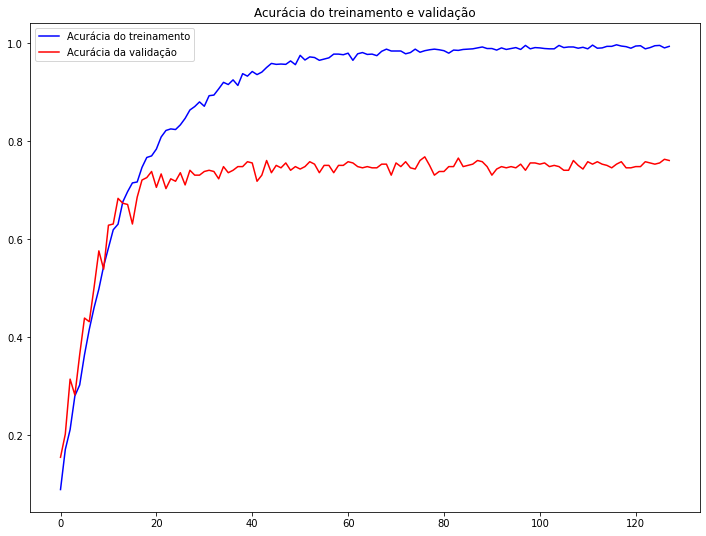 Acurácia do treinamento e validação
Acurácia do treinamento
Acurácia da validação
1.0
0.8
0.6
0.4
0.2
0 20 40 60 80 100 120